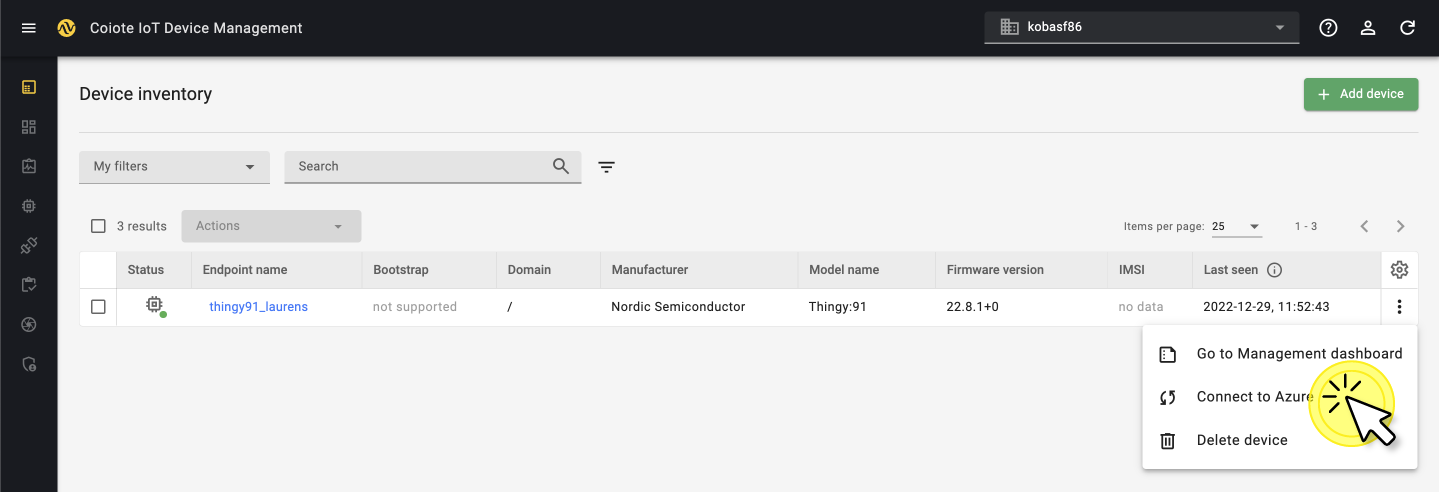 Coiote IoT Device Management
kobasf86
Device inventory
Add device
My filters
Search
3 results
Actions
Items per page: 25
1 - 3
Status Endpoint name Bootstrap Domain Manufacturer Model name Firmware version IMSI Last seen
thingy91_laurens not supported / Nordic Semiconductor Thingy:91 22.8.1+0 no data 2022-12-29, 11:52:43
Go to Management dashboard
Connect to Azure
Delete device